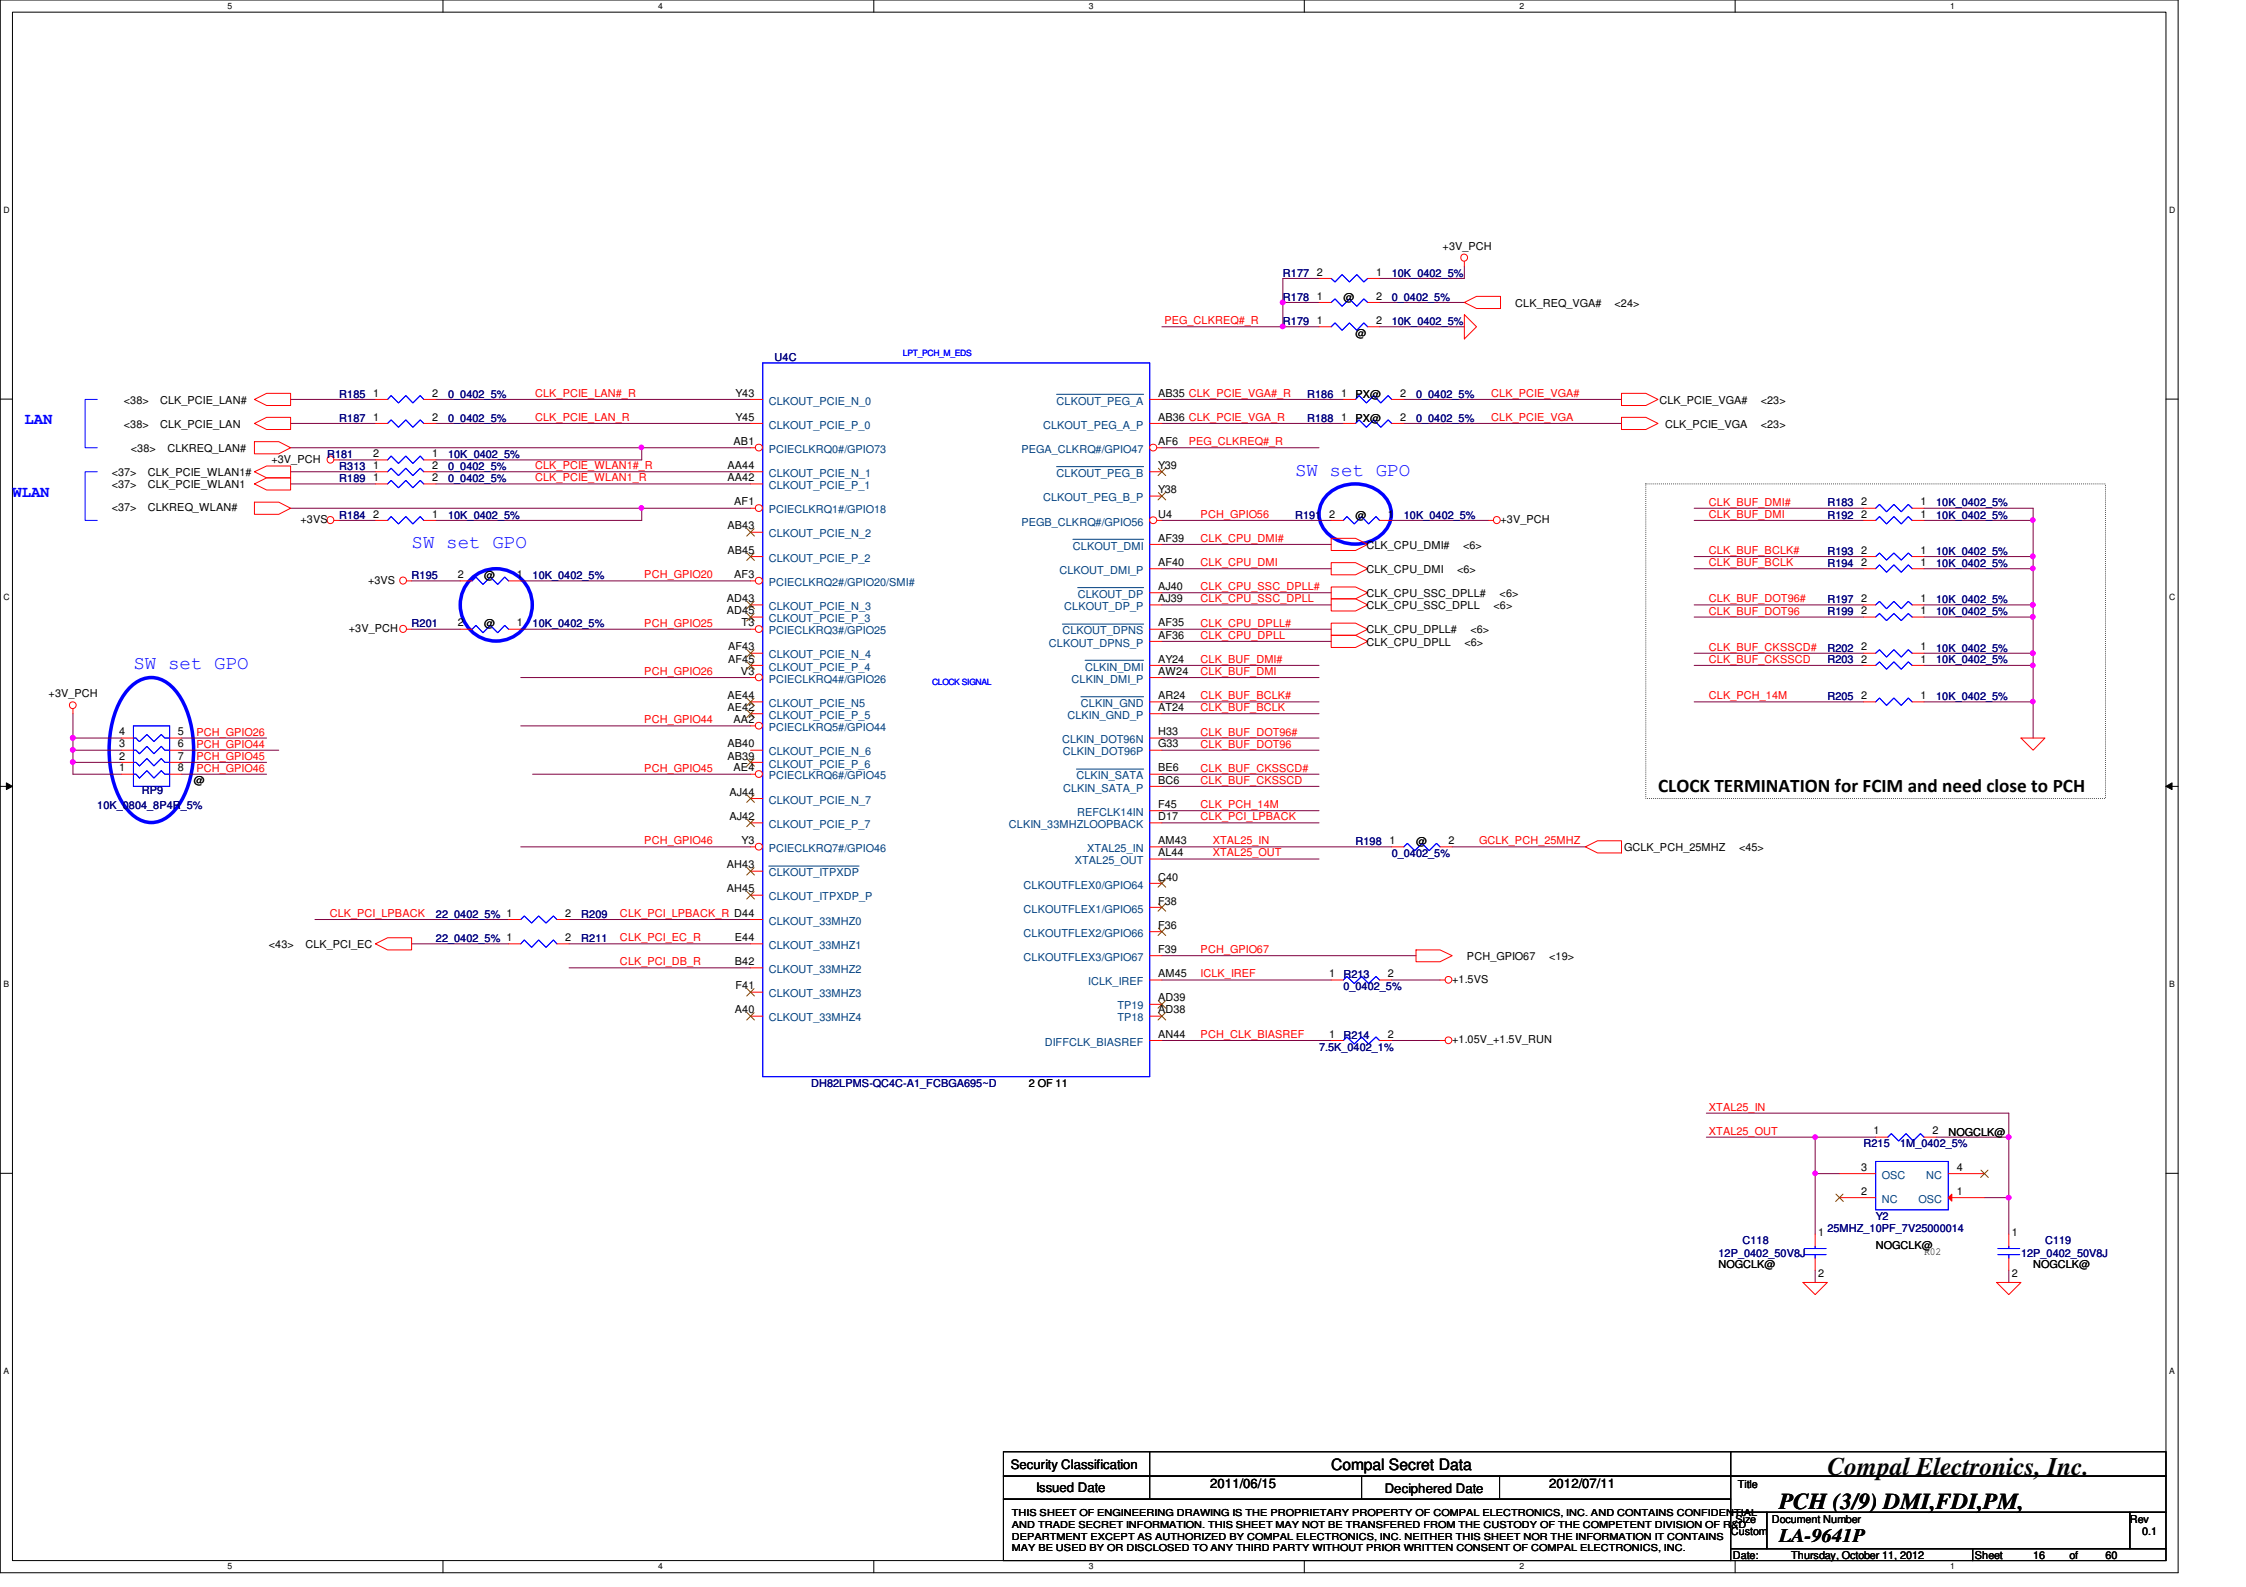 5 4 3 2 1
D D
C C
B B
A A
+3V_PCH
R177 2 1 10K_0402_5%
R178 1 @ 2 0_0402_5% CLK_REQ_VGA# <24>
PEG_CLKREQ#_R R179 1 2 10K_0402_5%
@
U4C LPT_PCH_M_EDS
LAN
<38> CLK_PCIE_LAN# R185 1 2 0_0402_5% CLK_PCIE_LAN#_R Y43 CLKOUT_PCIE_N_0
<38> CLK_PCIE_LAN R187 1 2 0_0402_5% CLK_PCIE_LAN_R Y45 CLKOUT_PCIE_P_0
<38> CLKREQ_LAN# AB1 PCIECLKRQ0#/GPIO73
+3V_PCH R181 2 1 10K_0402_5%
WLAN
<37> CLK_PCIE_WLAN1# R313 1 2 0_0402_5% CLK_PCIE_WLAN1#_R AA44 CLKOUT_PCIE_N_1
<37> CLK_PCIE_WLAN1 R189 1 2 0_0402_5% CLK_PCIE_WLAN1_R AA42 CLKOUT_PCIE_P_1
<37> CLKREQ_WLAN# AF1 PCIECLKRQ1#/GPIO18
+3VS R184 2 1 10K_0402_5%
AB43 CLKOUT_PCIE_N_2
SW set GPO
AB45 CLKOUT_PCIE_P_2
+3VS R195 2 @ 1 10K_0402_5% PCH_GPIO20 AF3 PCIECLKRQ2#/GPIO20/SMI#
AD43 CLKOUT_PCIE_N_3
AD45 CLKOUT_PCIE_P_3
+3V_PCH R201 2 @ 1 10K_0402_5% PCH_GPIO25 T3 PCIECLKRQ3#/GPIO25
AF43 CLKOUT_PCIE_N_4
AF45 CLKOUT_PCIE_P_4
PCH_GPIO26 V3 PCIECLKRQ4#/GPIO26
AE44 CLKOUT_PCIE_N5
AE42 CLKOUT_PCIE_P_5
PCH_GPIO44 AA2 PCIECLKRQ5#/GPIO44
AB40 CLKOUT_PCIE_N_6
AB39 CLKOUT_PCIE_P_6
PCH_GPIO45 AE4 PCIECLKRQ6#/GPIO45
AJ44 CLKOUT_PCIE_N_7
AJ42 CLKOUT_PCIE_P_7
PCH_GPIO46 Y3 PCIECLKRQ7#/GPIO46
AH43 CLKOUT_ITPXDP
AH45 CLKOUT_ITPXDP_P
CLK_PCI_LPBACK 22_0402_5% 1 2 R209 CLK_PCI_LPBACK_R D44 CLKOUT_33MHZ0
<43> CLK_PCI_EC 22_0402_5% 1 2 R211 CLK_PCI_EC_R E44 CLKOUT_33MHZ1
CLK_PCI_DB_R B42 CLKOUT_33MHZ2
F41 CLKOUT_33MHZ3
A40 CLKOUT_33MHZ4
SW set GPO
+3V_PCH
4 5 PCH_GPIO26
3 6 PCH_GPIO44
2 7 PCH_GPIO45
1 8 PCH_GPIO46
@
RP9
10K_0804_8P4R_5%
CLOCK SIGNAL
CLKOUT_PEG_A AB35 CLK_PCIE_VGA#_R R186 1 PX@ 2 0_0402_5% CLK_PCIE_VGA# CLK_PCIE_VGA# <23>
CLKOUT_PEG_A_P AB36 CLK_PCIE_VGA_R R188 1 PX@ 2 0_0402_5% CLK_PCIE_VGA CLK_PCIE_VGA <23>
PEGA_CLKRQ#/GPIO47 AF6 PEG_CLKREQ#_R
CLKOUT_PEG_B Y39
SW set GPO
CLKOUT_PEG_B_P Y38
PEGB_CLKRQ#/GPIO56 U4 PCH_GPIO56 R191 2 @ 1 10K_0402_5% +3V_PCH
CLKOUT_DMI AF39 CLK_CPU_DMI# CLK_CPU_DMI# <6>
CLKOUT_DMI_P AF40 CLK_CPU_DMI CLK_CPU_DMI <6>
CLKOUT_DP AJ40 CLK_CPU_SSC_DPLL# CLK_CPU_SSC_DPLL# <6>
CLKOUT_DP_P AJ39 CLK_CPU_SSC_DPLL CLK_CPU_SSC_DPLL <6>
CLKOUT_DPNS AF35 CLK_CPU_DPLL# CLK_CPU_DPLL# <6>
CLKOUT_DPNS_P AF36 CLK_CPU_DPLL CLK_CPU_DPLL <6>
CLKIN_DMI AY24 CLK_BUF_DMI#
CLKIN_DMI_P AW24 CLK_BUF_DMI
CLKIN_GND AR24 CLK_BUF_BCLK#
CLKIN_GND_P AT24 CLK_BUF_BCLK
CLKIN_DOT96N H33 CLK_BUF_DOT96#
CLKIN_DOT96P G33 CLK_BUF_DOT96
CLKIN_SATA BE6 CLK_BUF_CKSSCD#
CLKIN_SATA_P BC6 CLK_BUF_CKSSCD
REFCLK14IN F45 CLK_PCH_14M
CLKIN_33MHZLOOPBACK D17 CLK_PCI_LPBACK
XTAL25_IN AM43 XTAL25_IN R198 1 @ 2 GCLK_PCH_25MHZ GCLK_PCH_25MHZ <45>
0_0402_5%
XTAL25_OUT AL44 XTAL25_OUT
CLKOUTFLEX0/GPIO64 C40
CLKOUTFLEX1/GPIO65 F38
CLKOUTFLEX2/GPIO66 F36
CLKOUTFLEX3/GPIO67 F39 PCH_GPIO67 PCH_GPIO67 <19>
ICLK_IREF AM45 ICLK_IREF 1 R213 2 +1.5VS
0_0402_5%
TP19 AD39
TP18 AD38
DIFFCLK_BIASREF AN44 PCH_CLK_BIASREF 1 R214 2 +1.05V_+1.5V_RUN
7.5K_0402_1%
DH82LPMS-QC4C-A1_FCBGA695~D 2 OF 11
CLK_BUF_DMI# R183 2 1 10K_0402_5%
CLK_BUF_DMI R192 2 1 10K_0402_5%
CLK_BUF_BCLK# R193 2 1 10K_0402_5%
CLK_BUF_BCLK R194 2 1 10K_0402_5%
CLK_BUF_DOT96# R197 2 1 10K_0402_5%
CLK_BUF_DOT96 R199 2 1 10K_0402_5%
CLK_BUF_CKSSCD# R202 2 1 10K_0402_5%
CLK_BUF_CKSSCD R203 2 1 10K_0402_5%
CLK_PCH_14M R205 2 1 10K_0402_5%
CLOCK TERMINATION for FCIM and need close to PCH
XTAL25_IN
XTAL25_OUT 1 2 NOGCLK@
R215 1M_0402_5%
3 OSC NC 4
2 NC OSC 1
Y2
25MHZ_10PF_7V25000014
NOGCLK@
C118 1
12P_0402_50V8J
NOGCLK@
2
1 C119
12P_0402_50V8J
NOGCLK@
2
Security Classification Compal Secret Data
Issued Date 2011/06/15 Deciphered Date 2012/07/11
THIS SHEET OF ENGINEERING DRAWING IS THE PROPRIETARY PROPERTY OF COMPAL ELECTRONICS, INC. AND CONTAINS CONFIDENTIAL
AND TRADE SECRET INFORMATION. THIS SHEET MAY NOT BE TRANSFERED FROM THE CUSTODY OF THE COMPETENT DIVISION OF R&D
DEPARTMENT EXCEPT AS AUTHORIZED BY COMPAL ELECTRONICS, INC. NEITHER THIS SHEET NOR THE INFORMATION IT CONTAINS
MAY BE USED BY OR DISCLOSED TO ANY THIRD PARTY WITHOUT PRIOR WRITTEN CONSENT OF COMPAL ELECTRONICS, INC.
Compal Electronics, Inc.
Title
PCH (3/9) DMI,FDI,PM,
Size Document Number Rev
Custom LA-9641P 0.1
Date: Thursday, October 11, 2012 Sheet 16 of 60
5 4 3 2 1